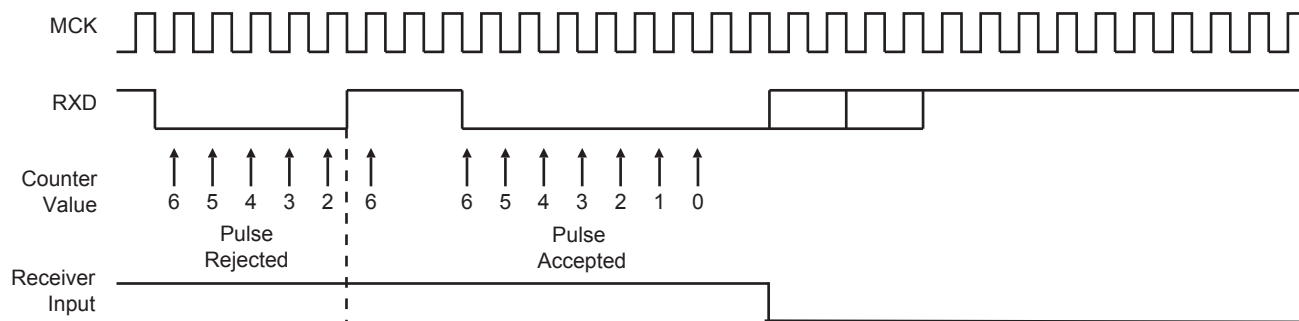 MCK
RXD
Counter
Value
6 5 4 3 2 6 6 5 4 3 2 1 0
Pulse
Rejected
Pulse
Accepted
Receiver
Input